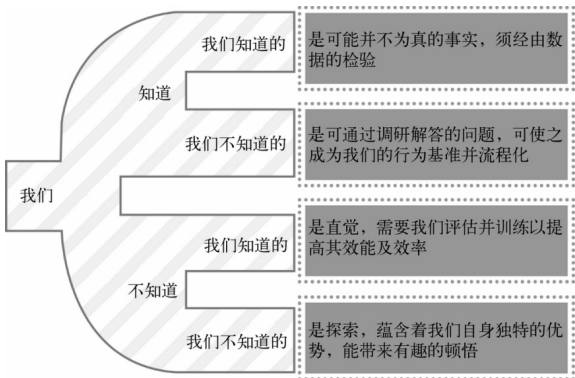 我们
知道
我们知道的
是可能并不为真的事实，须经由数
据的检验
我们不知道的
是可通过调研解答的问题，可使之
成为我们的行为基准并流程化
不知道
我们知道的
是直觉，需要我们评估并训练以提
高其效能及效率
我们不知道的
是探索，蕴含着我们自身独特的优
势，能带来有趣的顿悟